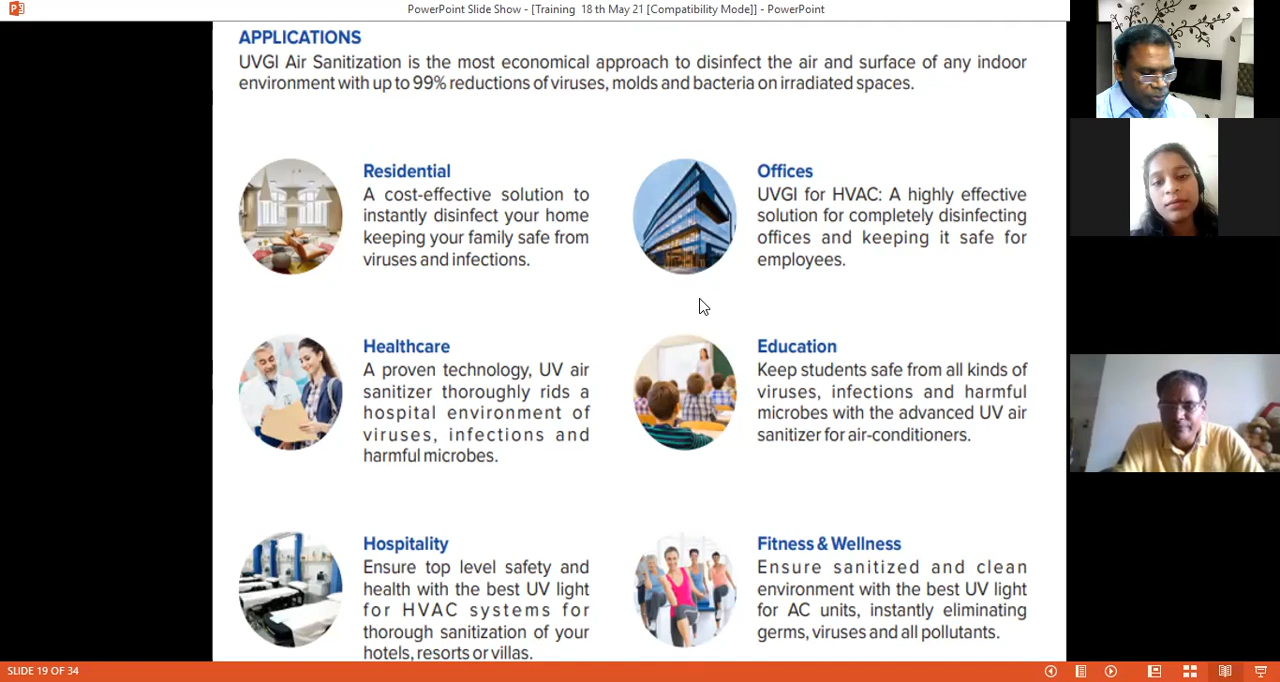 PowerPoint Slide Show - [Training 18 th May 21 [Compatibility Mode]] - PowerPoint
APPLICATIONS
UVGI Air Sanitization is the most economical approach to disinfect the air and surface of any indoor
environment with up to 99% reductions of viruses, molds and bacteria on irradiated spaces.
Residential
A cost-effective solution to
instantly disinfect your home
keeping your family safe from
viruses and infections.
Offices
UVGI for HVAC: A highly effective
solution for completely disinfecting
offices and keeping it safe for
employees.
Healthcare
A proven technology, UV air
sanitizer thoroughly rids a
hospital environment of
viruses, infections and
harmful microbes.
Education
Keep students safe from all kinds of
viruses, infections and harmful
microbes with the advanced UV air
sanitizer for air-conditioners.
Hospitality
Ensure top level safety and
health with the best UV light
for HVAC systems for
thorough sanitization of your
hotels, resorts or villas.
Fitness & Wellness
Ensure sanitized and clean
environment with the best UV light
for AC units, instantly eliminating
germs, viruses and all pollutants.
SLIDE 19 OF 34